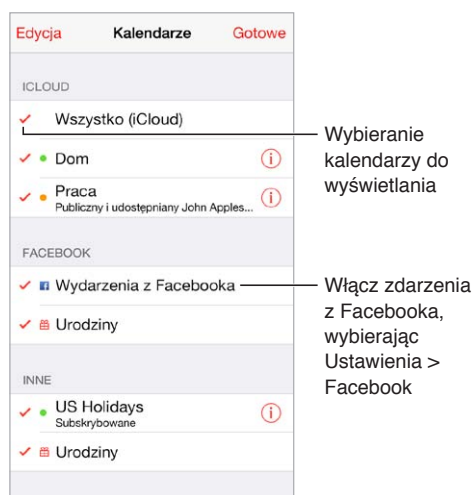 Edycja Kalendarze Gotowe
ICLOUD
Wszystko (iCloud)
Dom
Praca
Publiczny i udostępniany John Apples...
FACEBOOK
Wydarzenia z Facebooka
Urodziny
INNE
US Holidays
Subskrybowane
Urodziny
Wybieranie
kalendarzy do
wyświetlania
Włącz zdarzenia
z Facebooka,
wybierając
Ustawienia >
Facebook